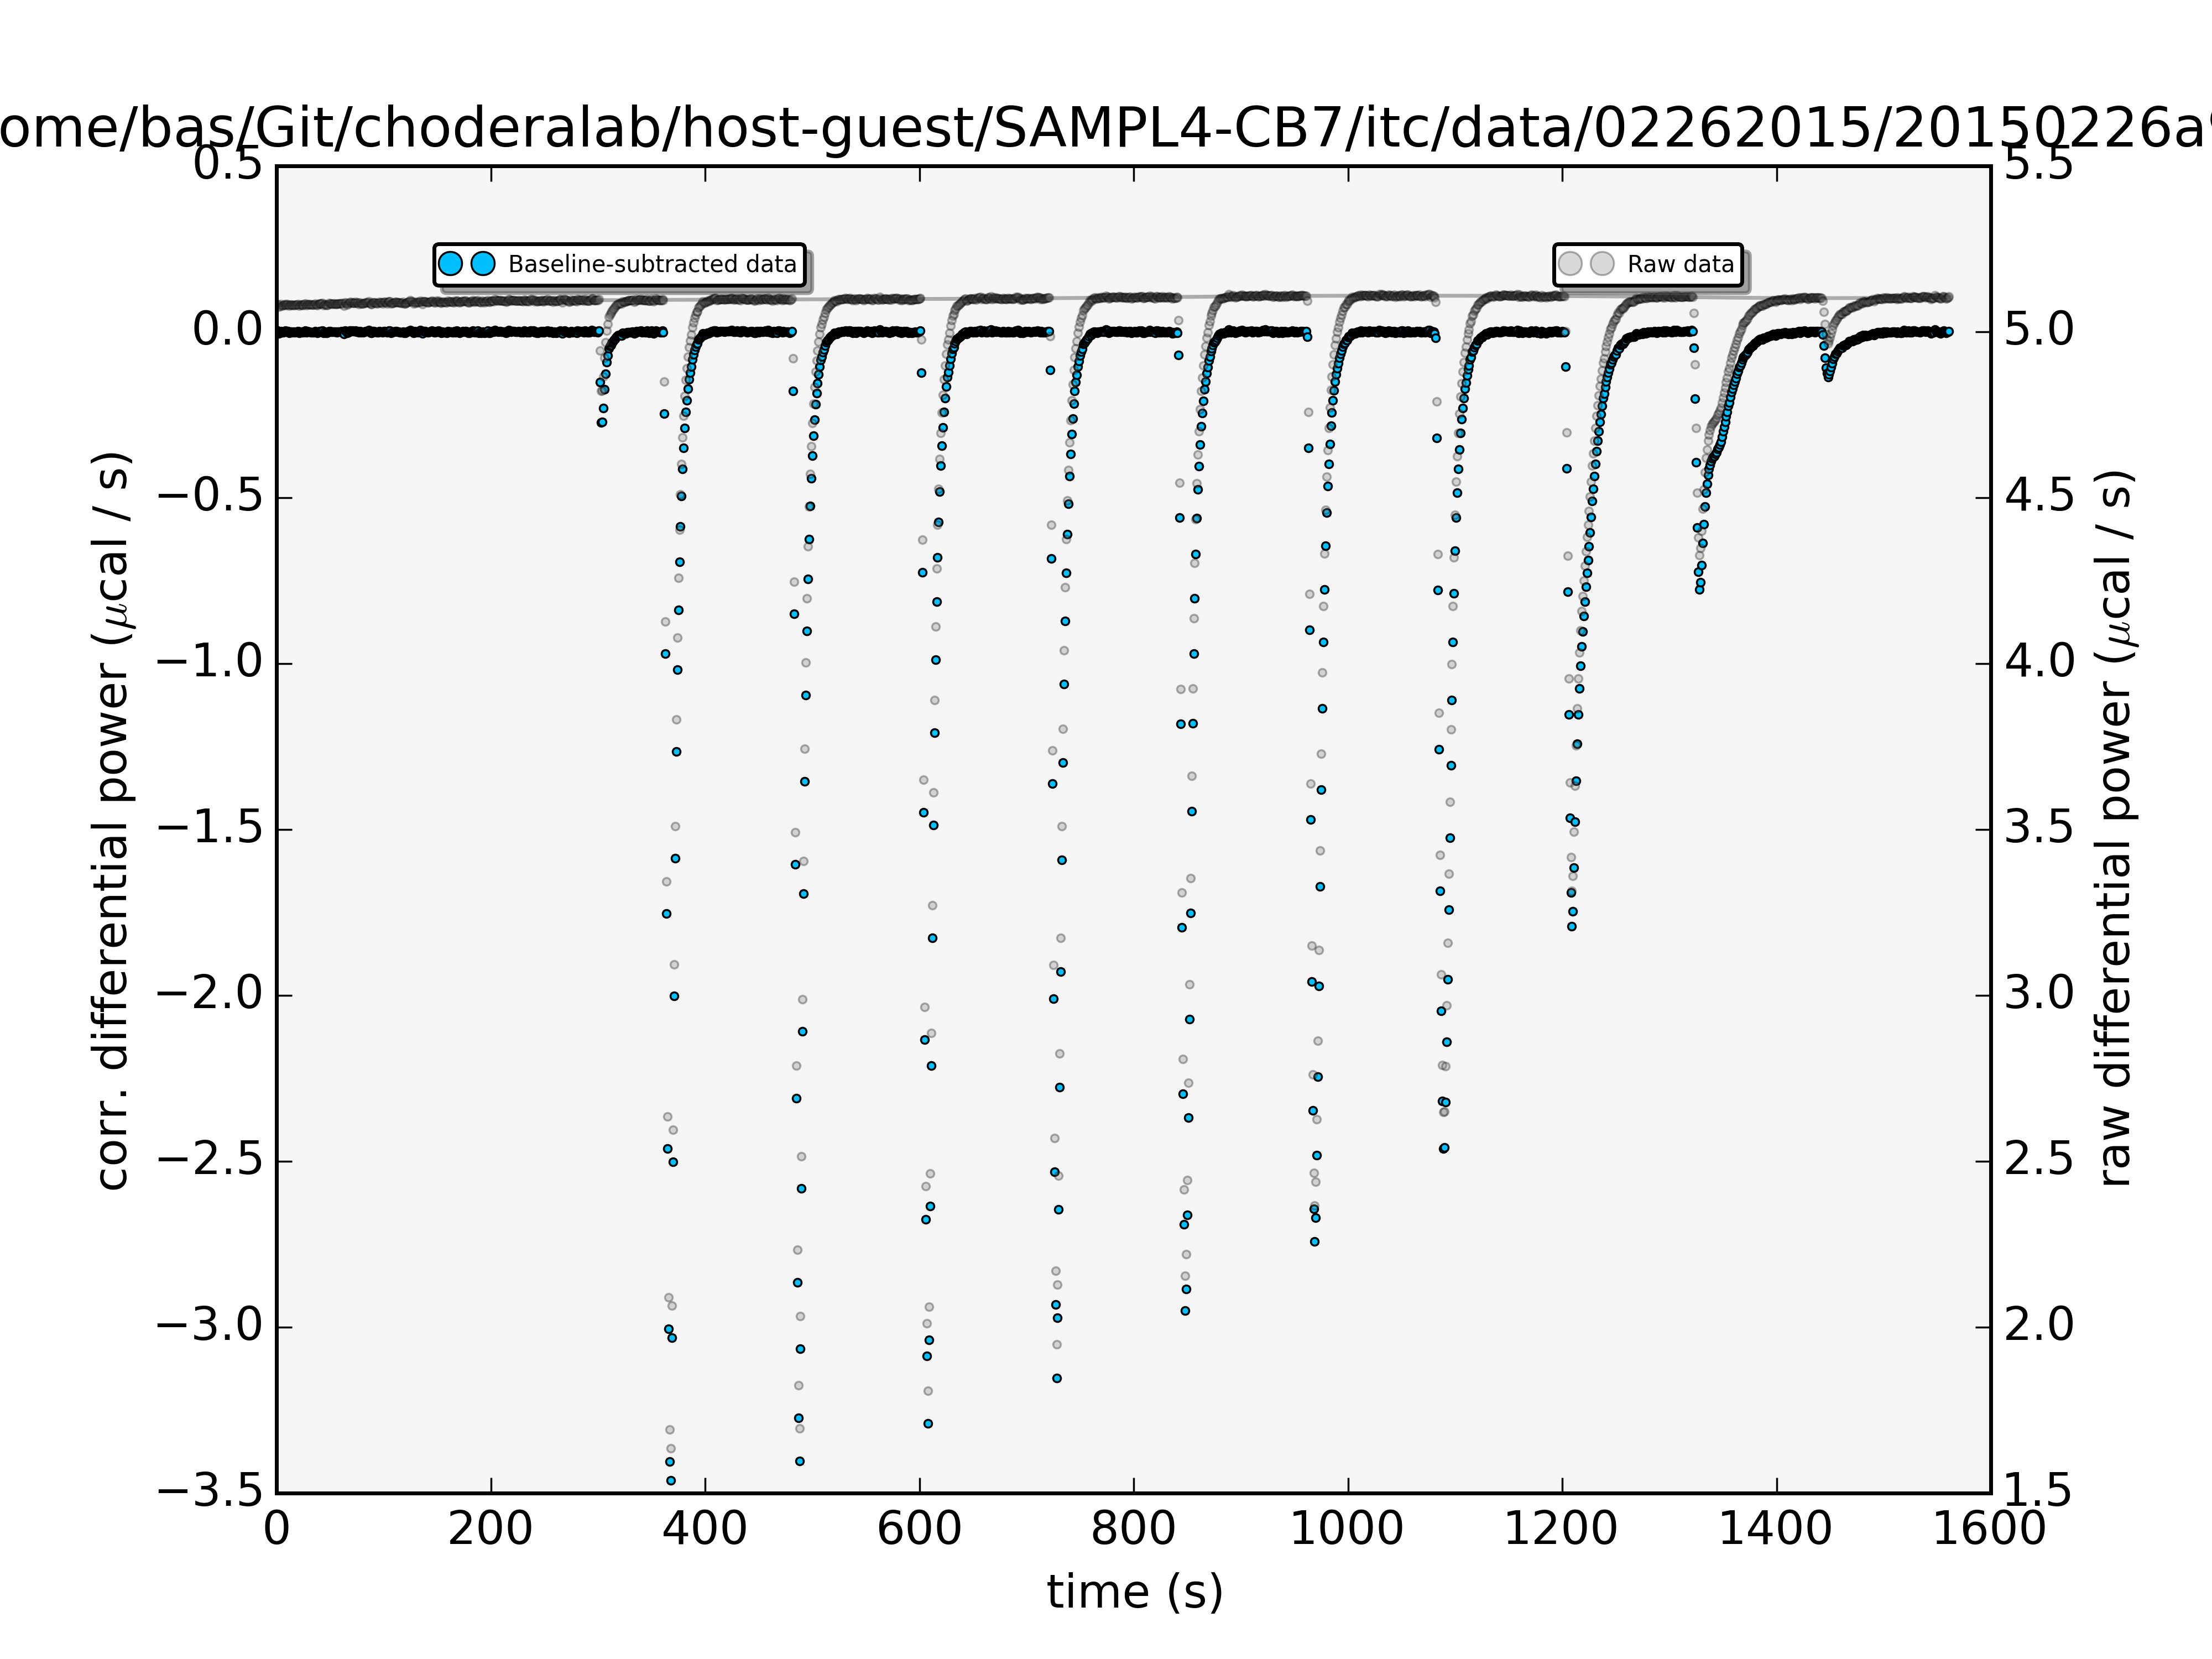 ome/bas/Git/choderalab/host-guest/SAMPL4-CB7/itc/data/02262015/20150226a
Baseline-subtracted data
Raw data
corr. differential power (μcal / s)
0.5
0.0
−0.5
−1.0
−1.5
−2.0
−2.5
−3.0
−3.5
5.5
5.0
4.5
4.0
3.5
3.0
2.5
2.0
1.5
raw differential power (μcal / s)
0 200 400 600 800 1000 1200 1400 1600
time (s)